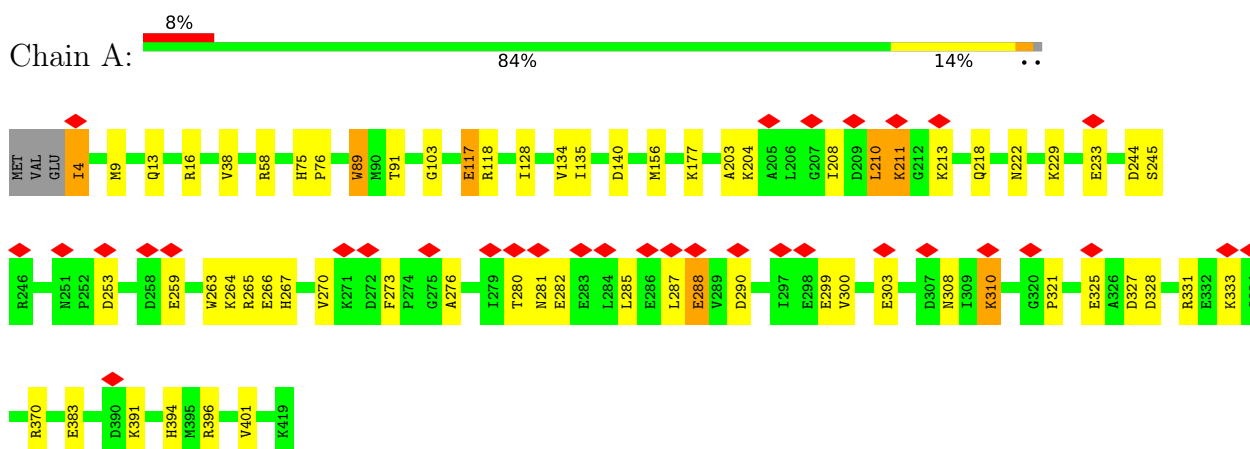 8%
Chain A:
84% 14% • •
MET VAL GLU I4 M9 Q13 R16 V38 R58 H75 P76 W89 M90 T91 G103 E117 R118 I128 V134 I135 D140 M156 K177 A203 K204 A205 L206 G207 I208 D209 L210 K211 G212 K213 Q218 N222 K229 E233 D244 S245
R246 N251 P252 D253 D258 E259 W263 K264 R265 E266 H267 V270 K271 D272 F273 P274 G275 A276 I279 T280 N281 E282 E283 L284 L285 E286 L287 E288 V289 D290 I297 E298 E299 V300 E303 D307 N308 I309 K310 G320 P321 E325 A326 D327 D328 R331 E332 K333
R370 E383 D390 K391 H394 M395 R396 V401 K419